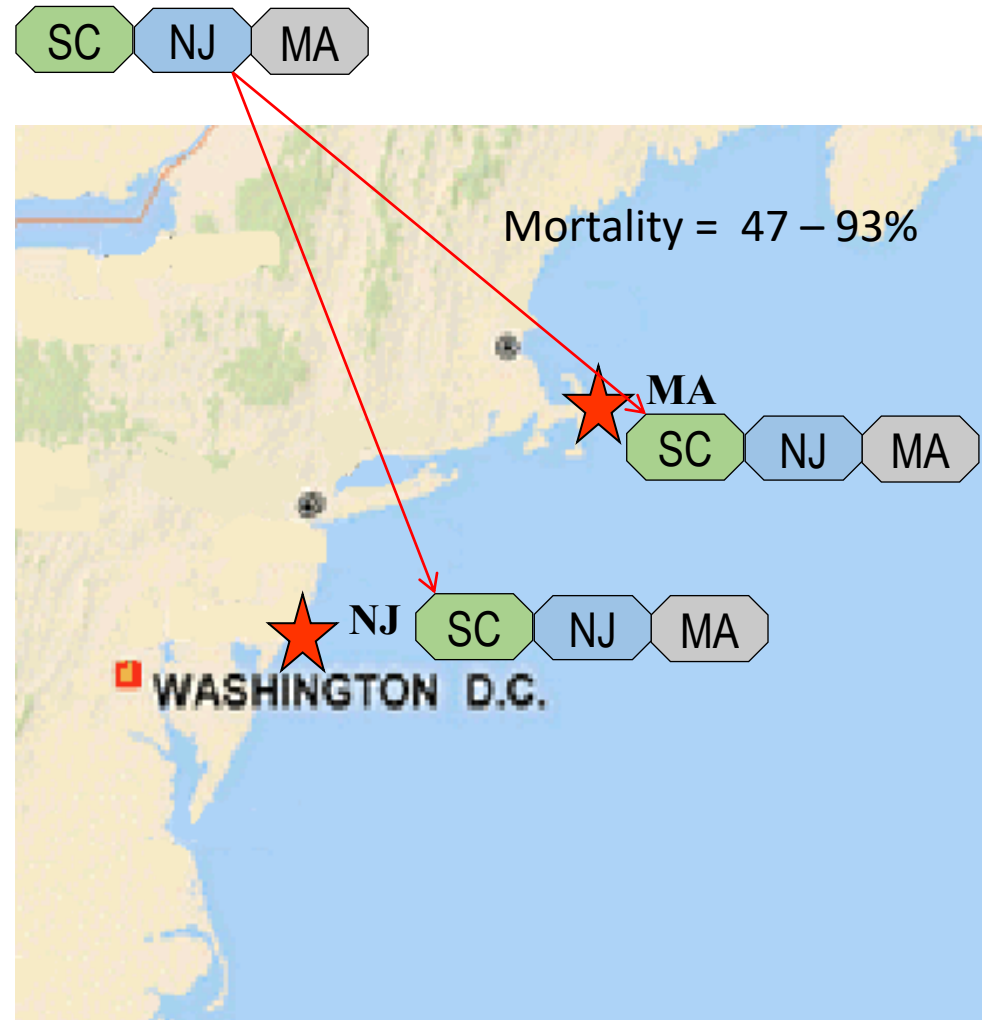 SC NJ MA
Mortality = 47 – 93%
MA
SC NJ MA
NJ SC NJ MA
WASHINGTON D.C.